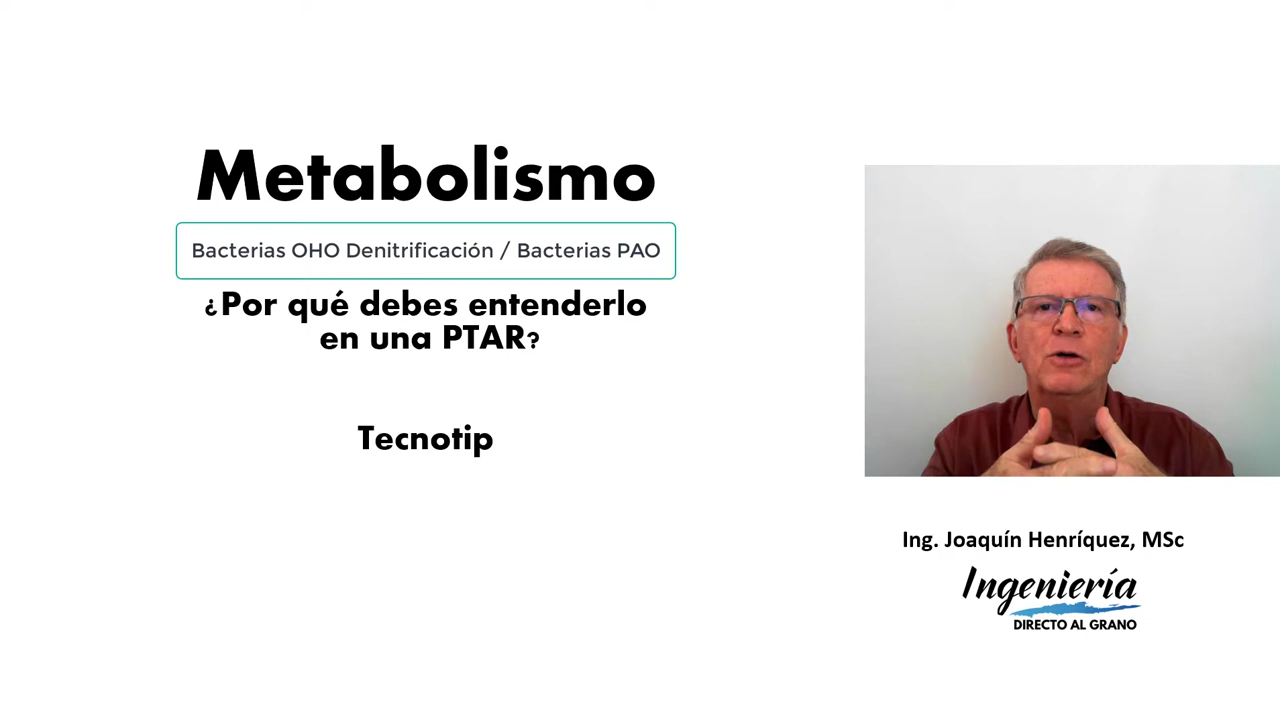 Metabolismo
Bacterias OHO Denitrificación / Bacterias PAO
¿Por qué debes entenderlo
en una PTAR?
Tecnotip
Ing. Joaquín Henríquez, MSc
Ingeniería
DIRECTO AL GRANO